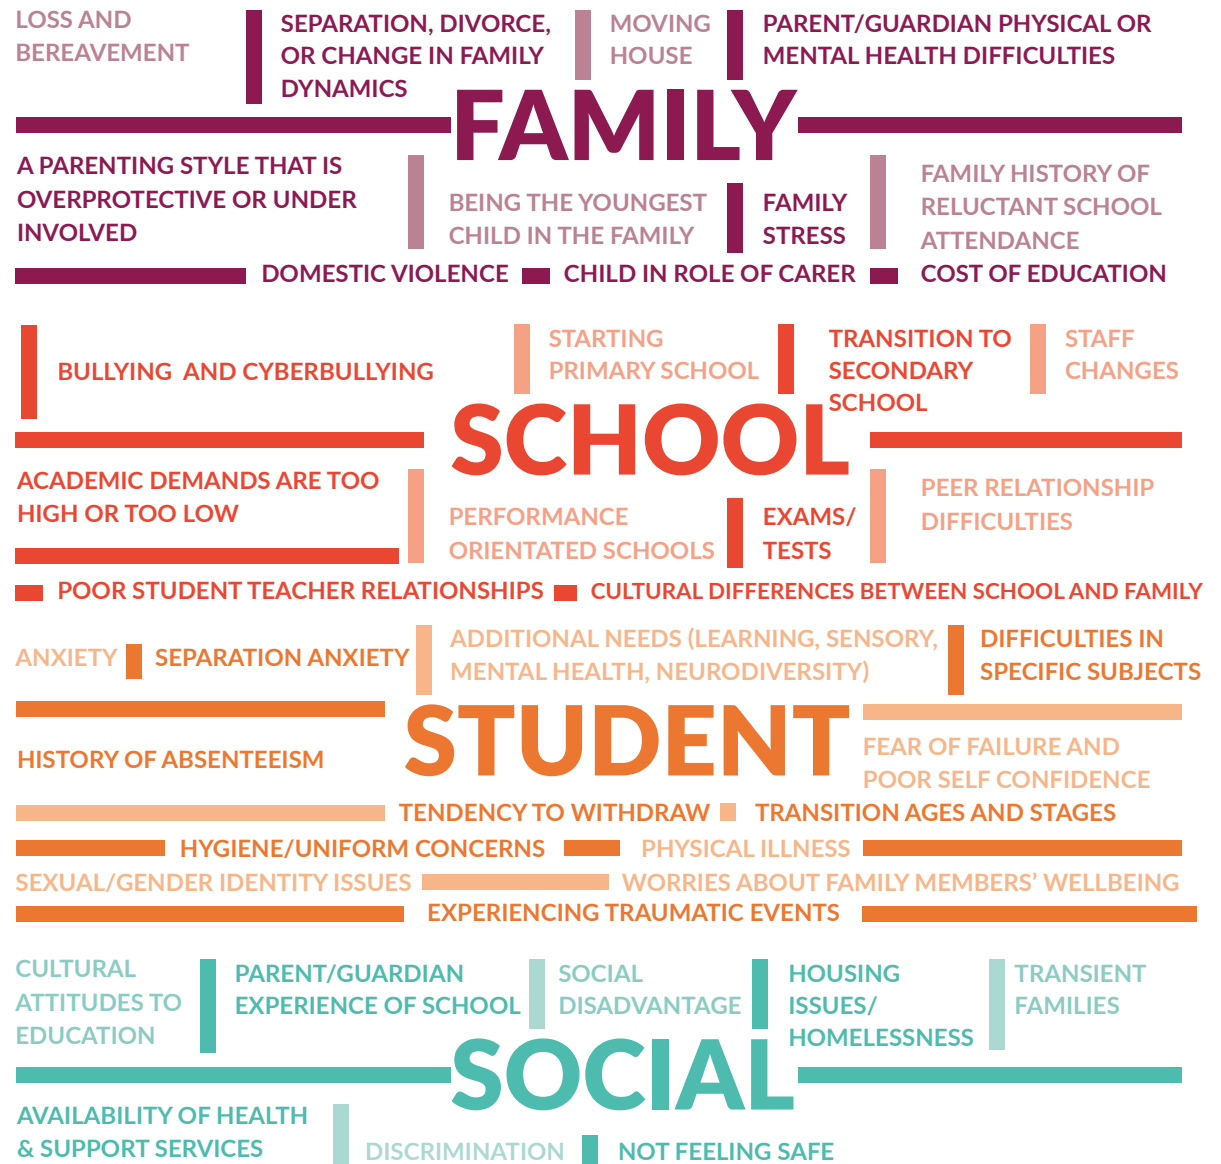 LOSS AND
BEREAVEMENT
SEPARATION, DIVORCE,
OR CHANGE IN FAMILY
DYNAMICS
MOVING
HOUSE
PARENT/GUARDIAN PHYSICAL OR
MENTAL HEALTH DIFFICULTIES
FAMILY
A PARENTING STYLE THAT IS
OVERPROTECTIVE OR UNDER
INVOLVED
BEING THE YOUNGEST
CHILD IN THE FAMILY
FAMILY
STRESS
FAMILY HISTORY OF
RELUCTANT SCHOOL
ATTENDANCE
DOMESTIC VIOLENCE
CHILD IN ROLE OF CARER
COST OF EDUCATION
BULLYING AND CYBERBULLYING
STARTING
PRIMARY SCHOOL
TRANSITION TO
SECONDARY
SCHOOL
STAFF
CHANGES
SCHOOL
ACADEMIC DEMANDS ARE TOO
HIGH OR TOO LOW
PERFORMANCE
ORIENTATED SCHOOLS
EXAMS/
TESTS
PEER RELATIONSHIP
DIFFICULTIES
POOR STUDENT TEACHER RELATIONSHIPS
CULTURAL DIFFERENCES BETWEEN SCHOOL AND FAMILY
ANXIETY
SEPARATION ANXIETY
ADDITIONAL NEEDS (LEARNING, SENSORY,
MENTAL HEALTH, NEURODIVERSITY)
DIFFICULTIES IN
SPECIFIC SUBJECTS
STUDENT
HISTORY OF ABSENTEEISM
FEAR OF FAILURE AND
POOR SELF CONFIDENCE
TENDENCY TO WITHDRAW
TRANSITION AGES AND STAGES
HYGIENE/UNIFORM CONCERNS
PHYSICAL ILLNESS
SEXUAL/GENDER IDENTITY ISSUES
WORRIES ABOUT FAMILY MEMBERS' WELLBEING
EXPERIENCING TRAUMATIC EVENTS
CULTURAL
ATTITUDES TO
EDUCATION
PARENT/GUARDIAN
EXPERIENCE OF SCHOOL
SOCIAL
DISADVANTAGE
HOUSING
ISSUES/
HOMELESSNESS
TRANSIENT
FAMILIES
SOCIAL
AVAILABILITY OF HEALTH
& SUPPORT SERVICES
DISCRIMINATION
NOT FEELING SAFE